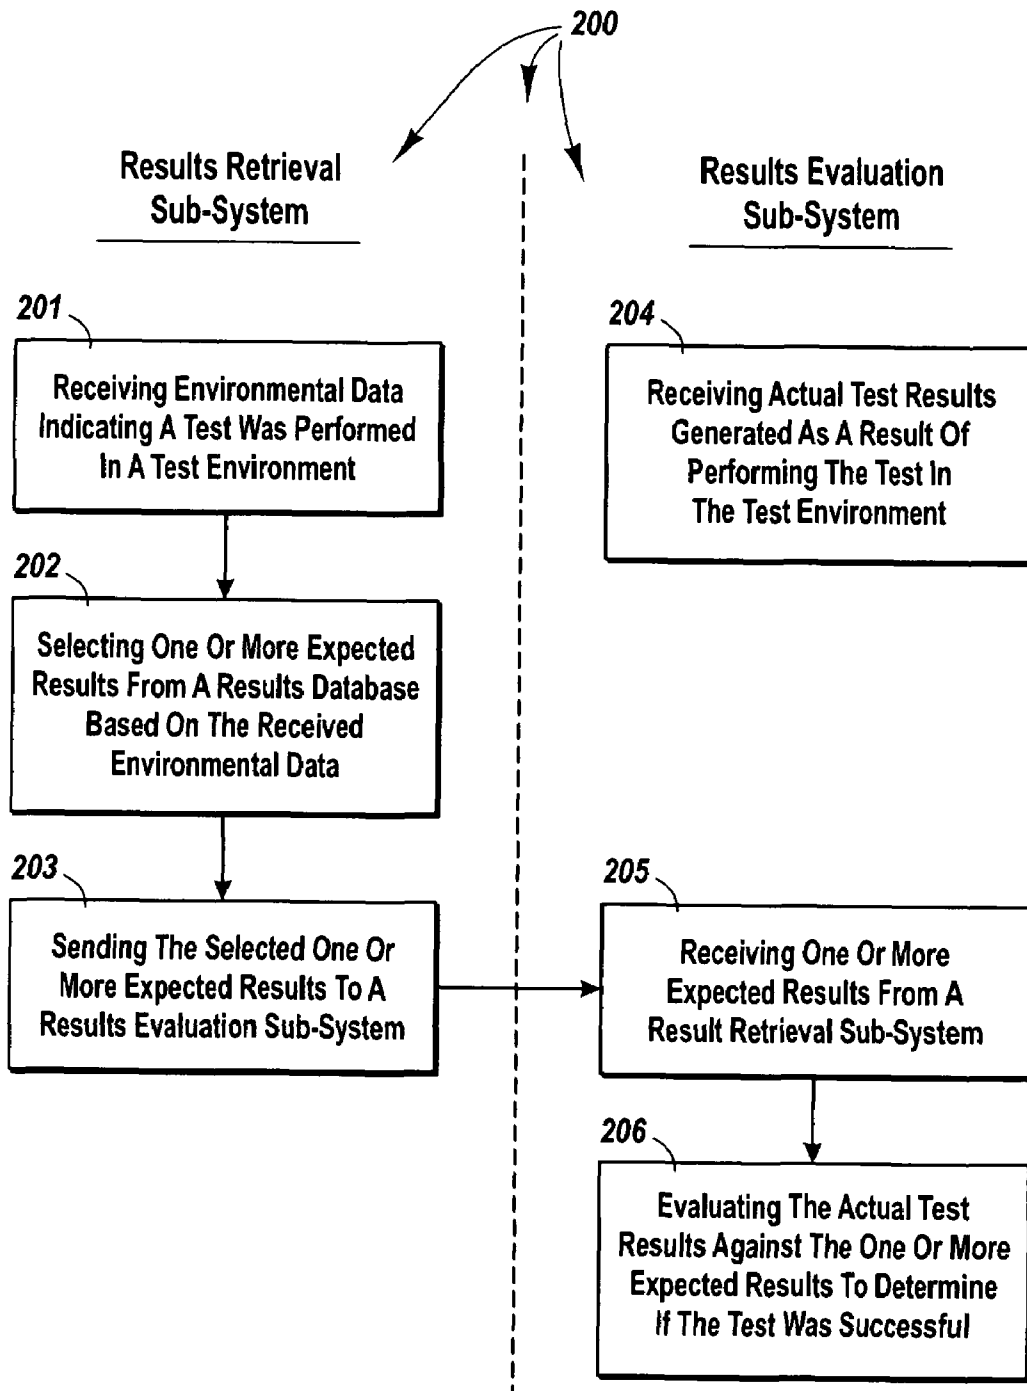 200
Results Retrieval
Sub-System
201
Receiving Environmental Data
Indicating A Test Was Performed
In A Test Environment
202
Selecting One Or More Expected
Results From A Results Database
Based On The Received
Environmental Data
203
Sending The Selected One Or
More Expected Results To A
Results Evaluation Sub-System
Results Evaluation
Sub-System
204
Receiving Actual Test Results
Generated As A Result Of
Performing The Test In
The Test Environment
205
Receiving One Or More
Expected Results From A
Result Retrieval Sub-System
206
Evaluating The Actual Test
Results Against The One Or More
Expected Results To Determine
If The Test Was Successful